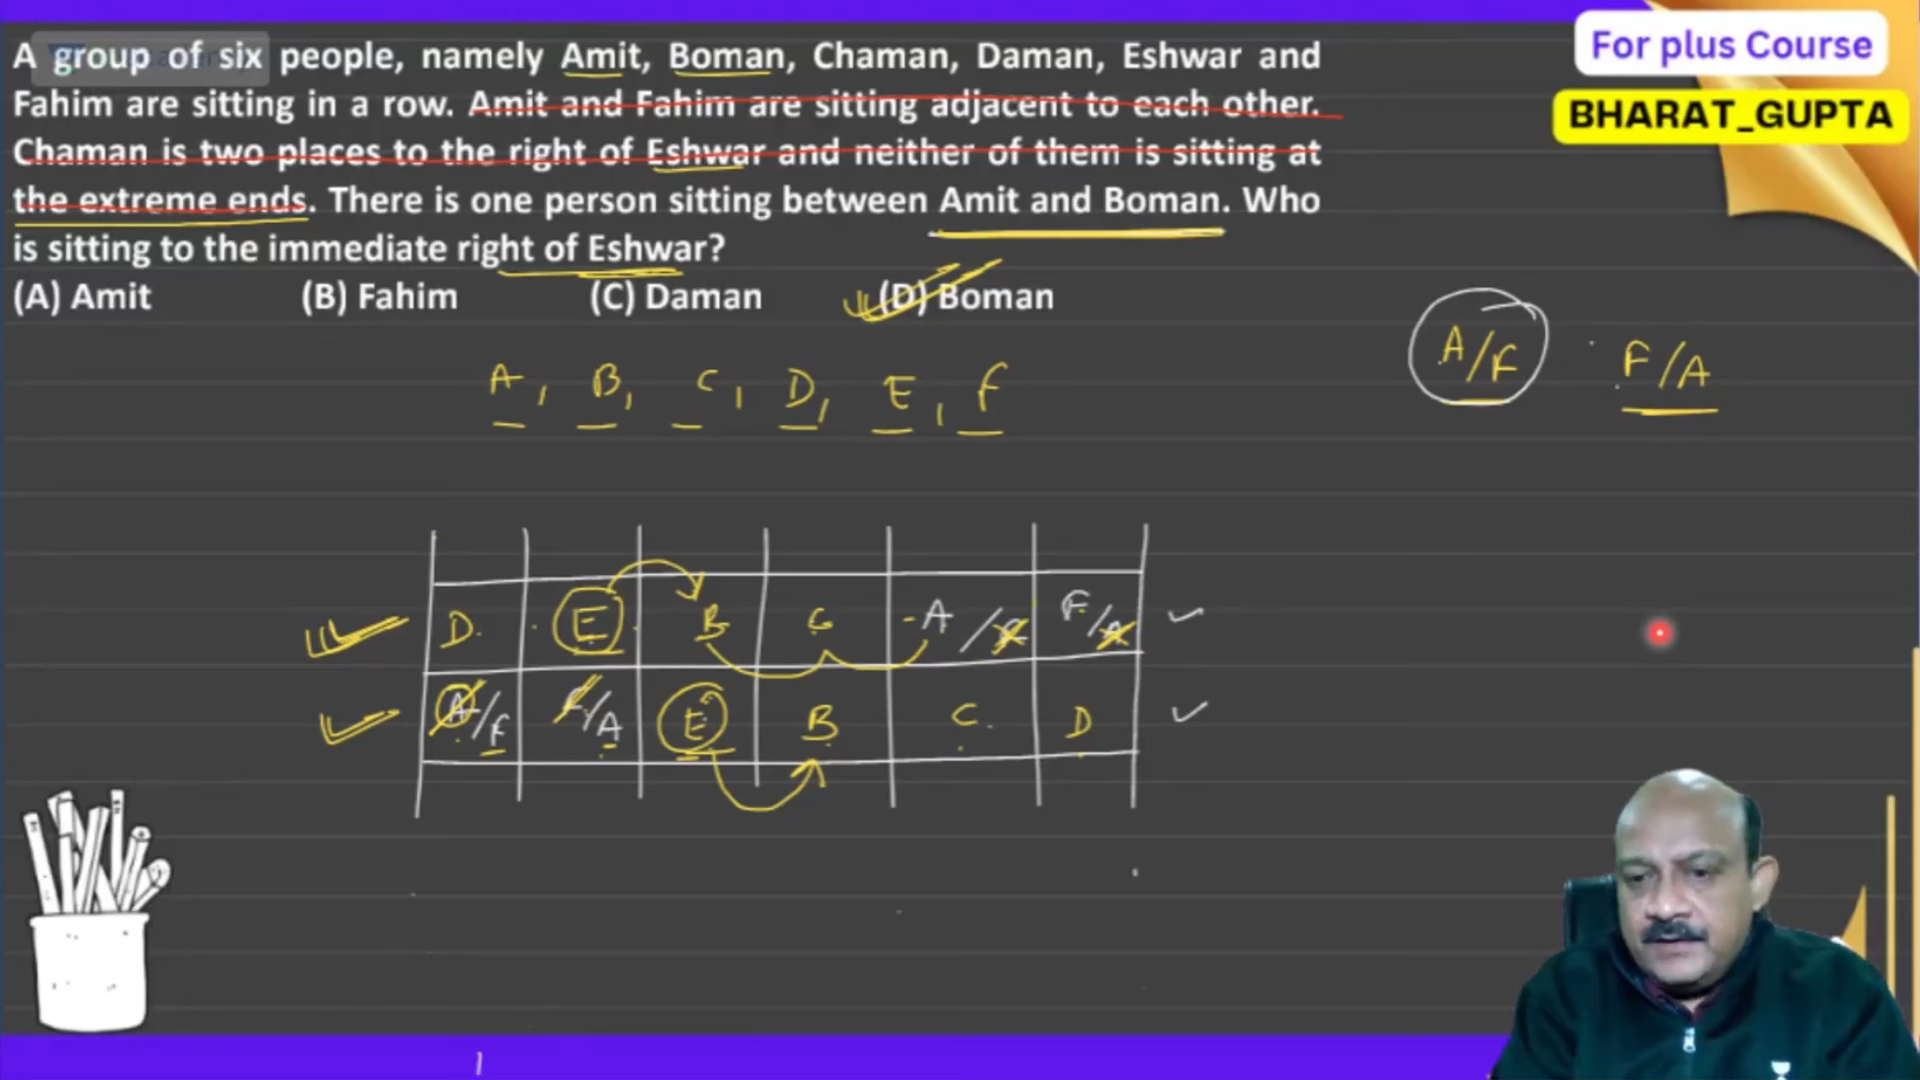 A group of six people, namely Amit, Boman, Chaman, Daman, Eshwar and
Fahim are sitting in a row. Amit and Fahim are sitting adjacent to each other.
Chaman is two places to the right of Eshwar and neither of them is sitting at
the extreme ends. There is one person sitting between Amit and Boman. Who
is sitting to the immediate right of Eshwar?
(A) Amit (B) Fahim (C) Daman (D) Boman
For plus Course
BHARAT_GUPTA
A/F F/A
A, B, C, D, E, F
D. E B C A / F/A
A/F /A E B C. D